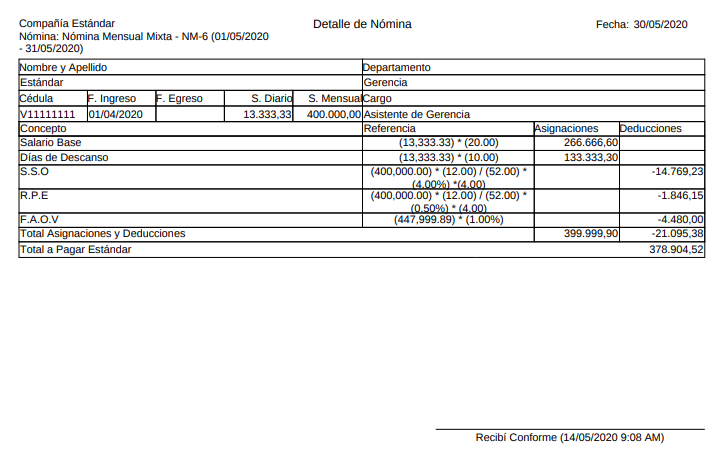 Compañía Estándar
Detalle de Nómina
Fecha: 30/05/2020
Nómina: Nómina Mensual Mixta - NM-6 (01/05/2020
- 31/05/2020)
Nombre y Apellido Departamento
Estándar Gerencia
Cédula F. Ingreso F. Egreso S. Diario S. Mensual Cargo
V11111111 01/04/2020 13.333,33 400.000,00 Asistente de Gerencia
Concepto Referencia Asignaciones Deducciones
Salario Base (13,333.33) * (20.00) 266.666,60
Días de Descanso (13,333.33) * (10.00) 133.333,30
S.S.O (400,000.00) * (12.00) / (52.00) * -14.769,23
(4.00%) *(4.00)
R.P.E (400,000.00) * (12.00) / (52.00) * -1.846,15
(0.50%) * (4.00)
F.A.O.V (447,999.89) * (1.00%) -4.480,00
Total Asignaciones y Deducciones 399.999,90 -21.095,38
Total a Pagar Estándar 378.904,52
Recibí Conforme (14/05/2020 9:08 AM)